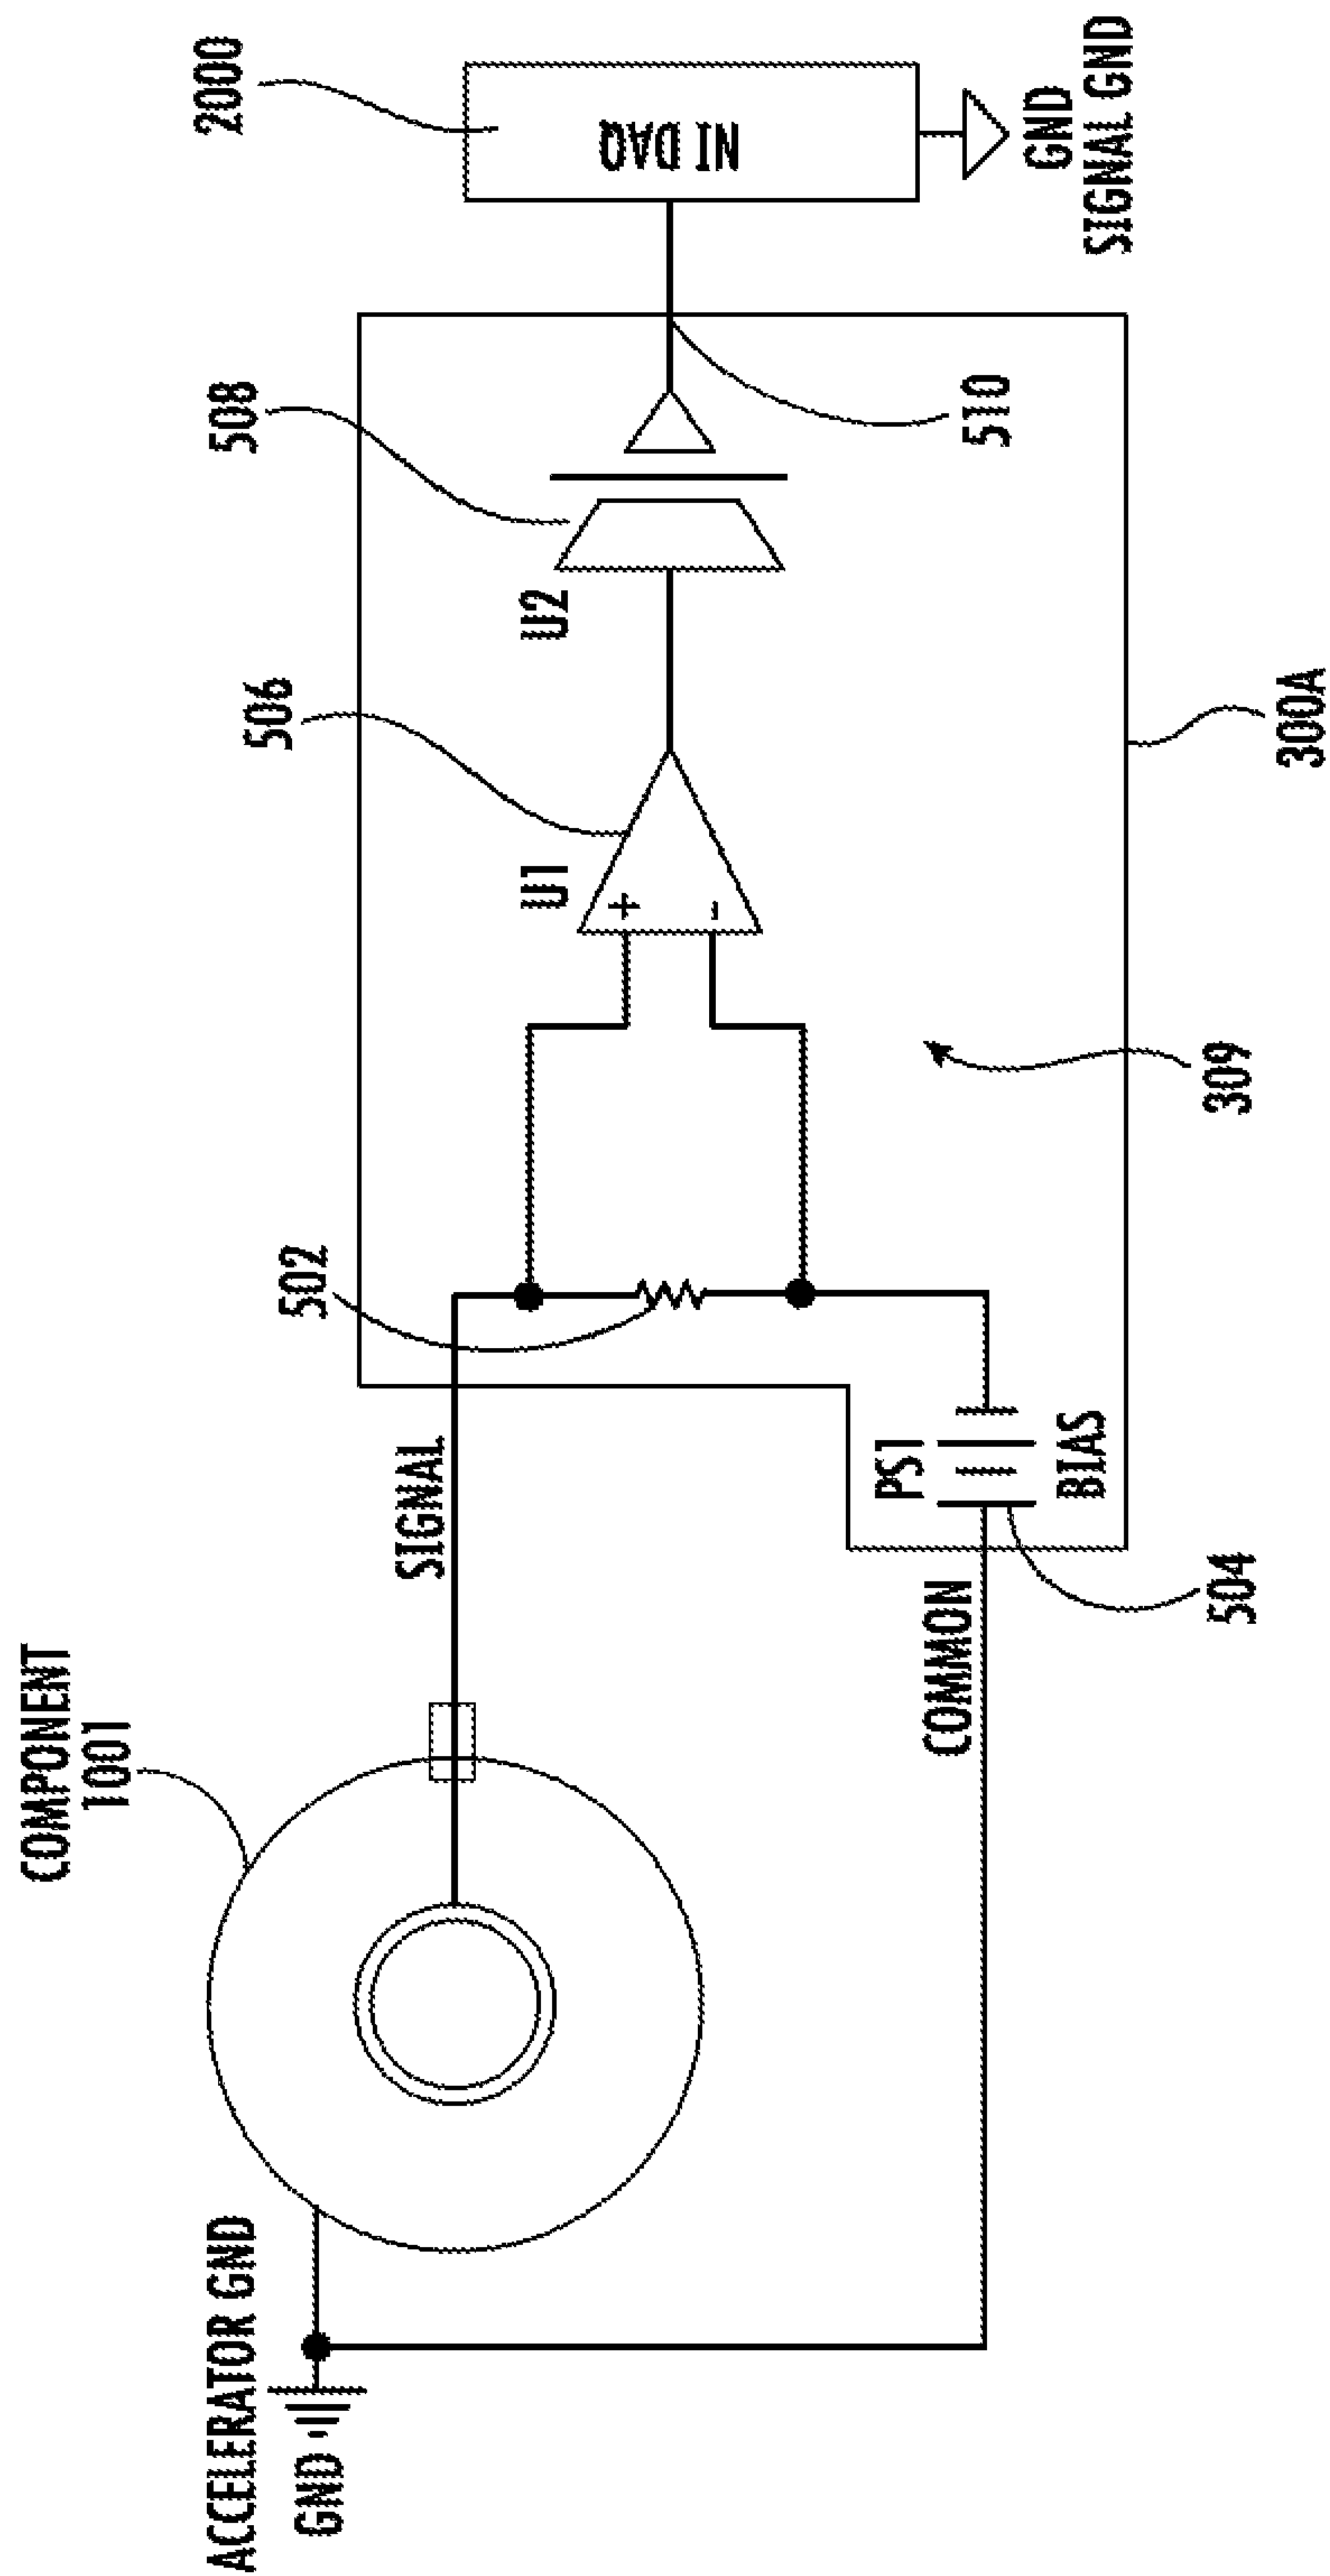 COMPONENT
1001
ACCELERATOR GND
GND
SIGNAL
COMMON
502
PS1
BIAS
504
U1
506
+
-
U2
508
510
309
300A
2000
NI DAQ
GND
SIGNAL GND